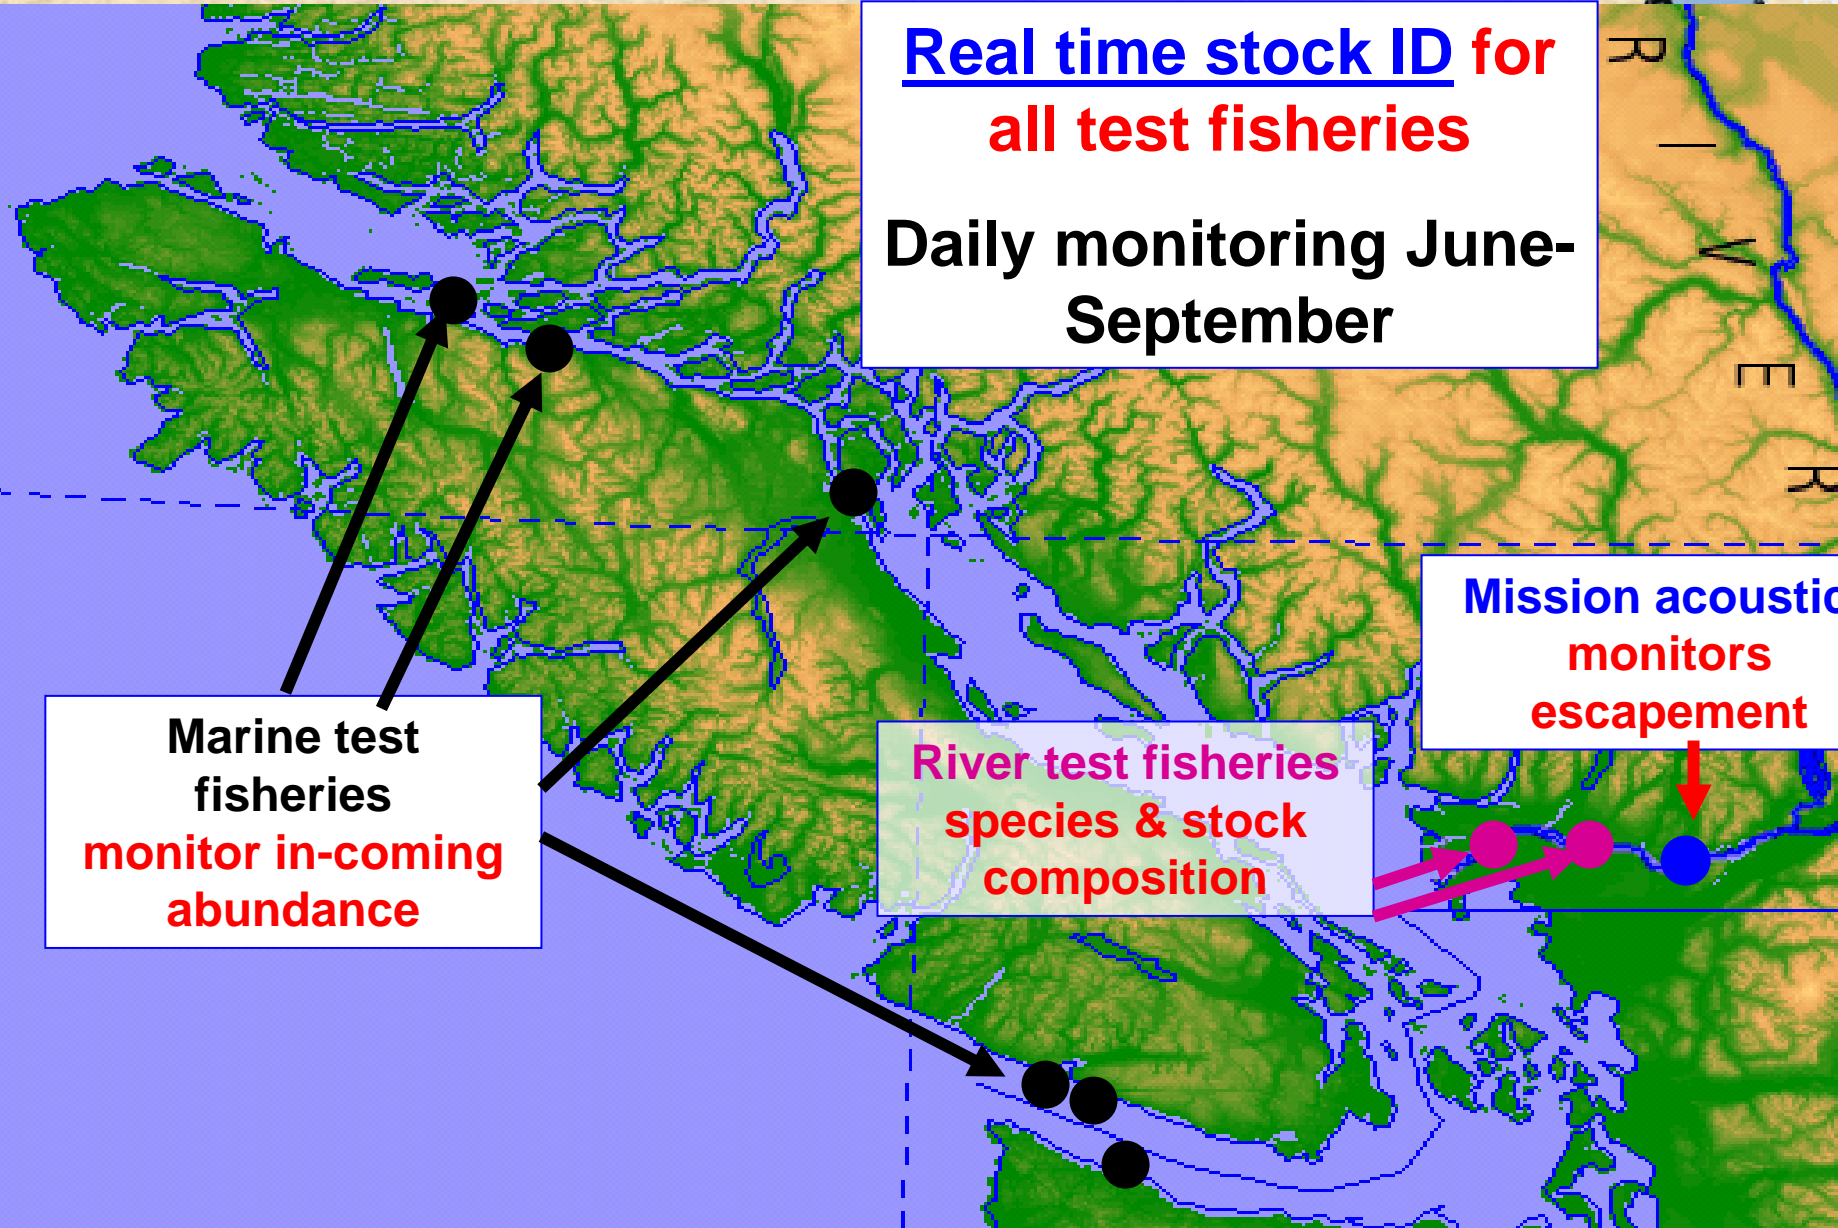 Real time stock ID for
all test fisheries
Daily monitoring June-
September
R
I
V
E
R
Mission acoustic
monitors
escapement
Marine test
fisheries
monitor in-coming
abundance
River test fisheries
species & stock
composition